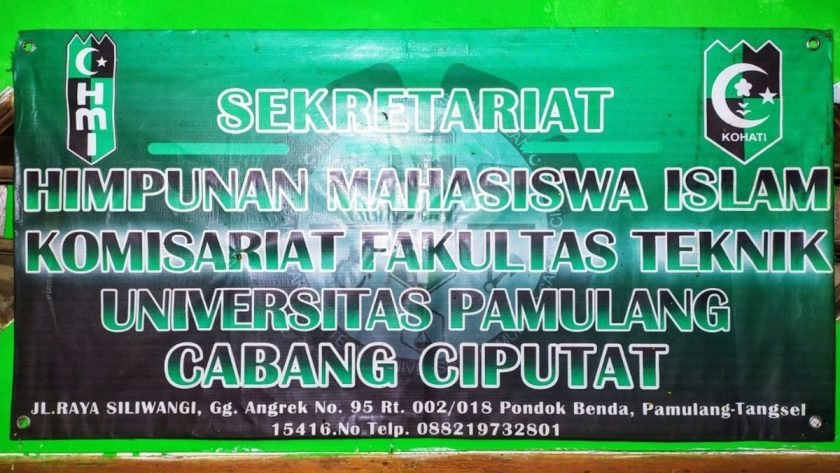 HMI
SEKRETARIAT
KOHATI
HIMPUNAN MAHASISWA ISLAM
KOMISARIAT FAKULTAS TEKNIK
UNIVERSITAS PAMULANG
CABANG CIPUTAT
JL.RAYA SILIWANGI, Gg. Angrek No. 95 Rt. 002/018 Pondok Benda, Pamulang-Tangsel
15416.No Telp. 088219732801